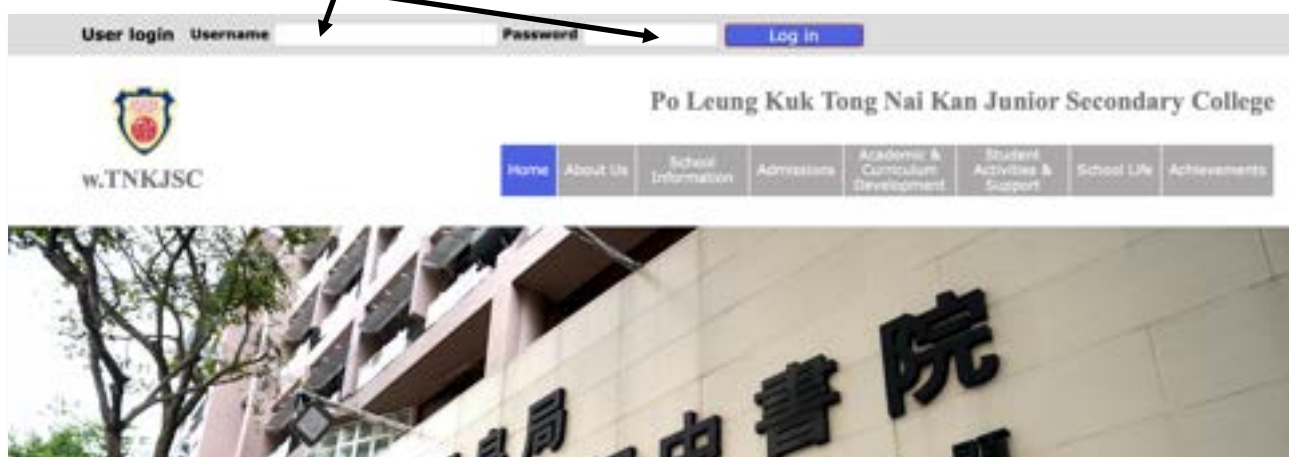 User login Username Password Log in
Po Leung Kuk Tong Nai Kan Junior Secondary College
w.TNKJSC
Home About Us School Information Admissions Academic & Curriculum Development Student Activities & Support School Life Achievements
局
中書院